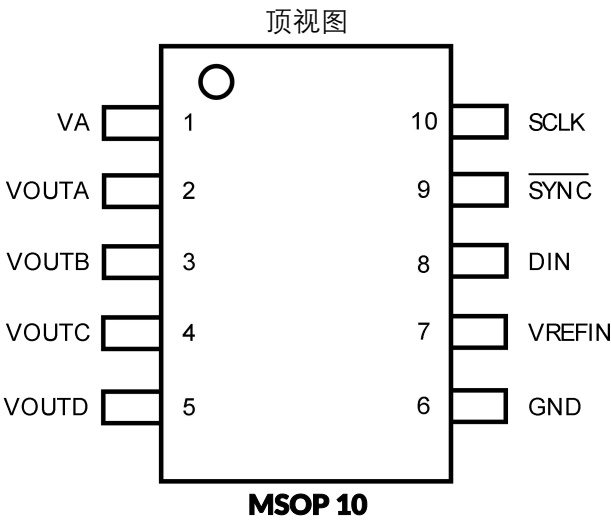 顶视图
VA 1 10 SCLK
VOUTA 2 9 S̅Y̅N̅C̅
VOUTB 3 8 DIN
VOUTC 4 7 VREFIN
VOUTD 5 6 GND
MSOP 10